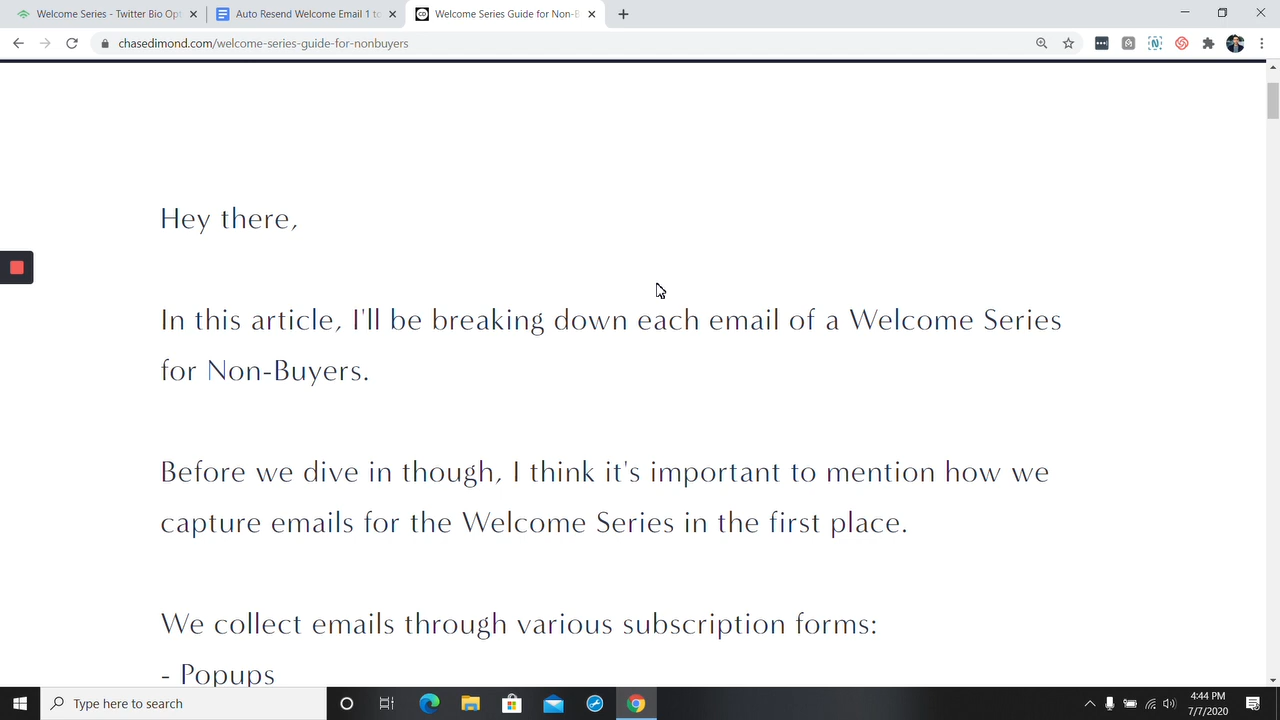 Welcome Series - Twitter Bio Opt
Auto Resend Welcome Email 1 to
Welcome Series Guide for Non-B
chasedimond.com/welcome-series-guide-for-nonbuyers
Hey there,
In this article, I'll be breaking down each email of a Welcome Series
for Non-Buyers.
Before we dive in though, I think it's important to mention how we
capture emails for the Welcome Series in the first place.
We collect emails through various subscription forms:
- Popups
Type here to search
4:44 PM
7/7/2020